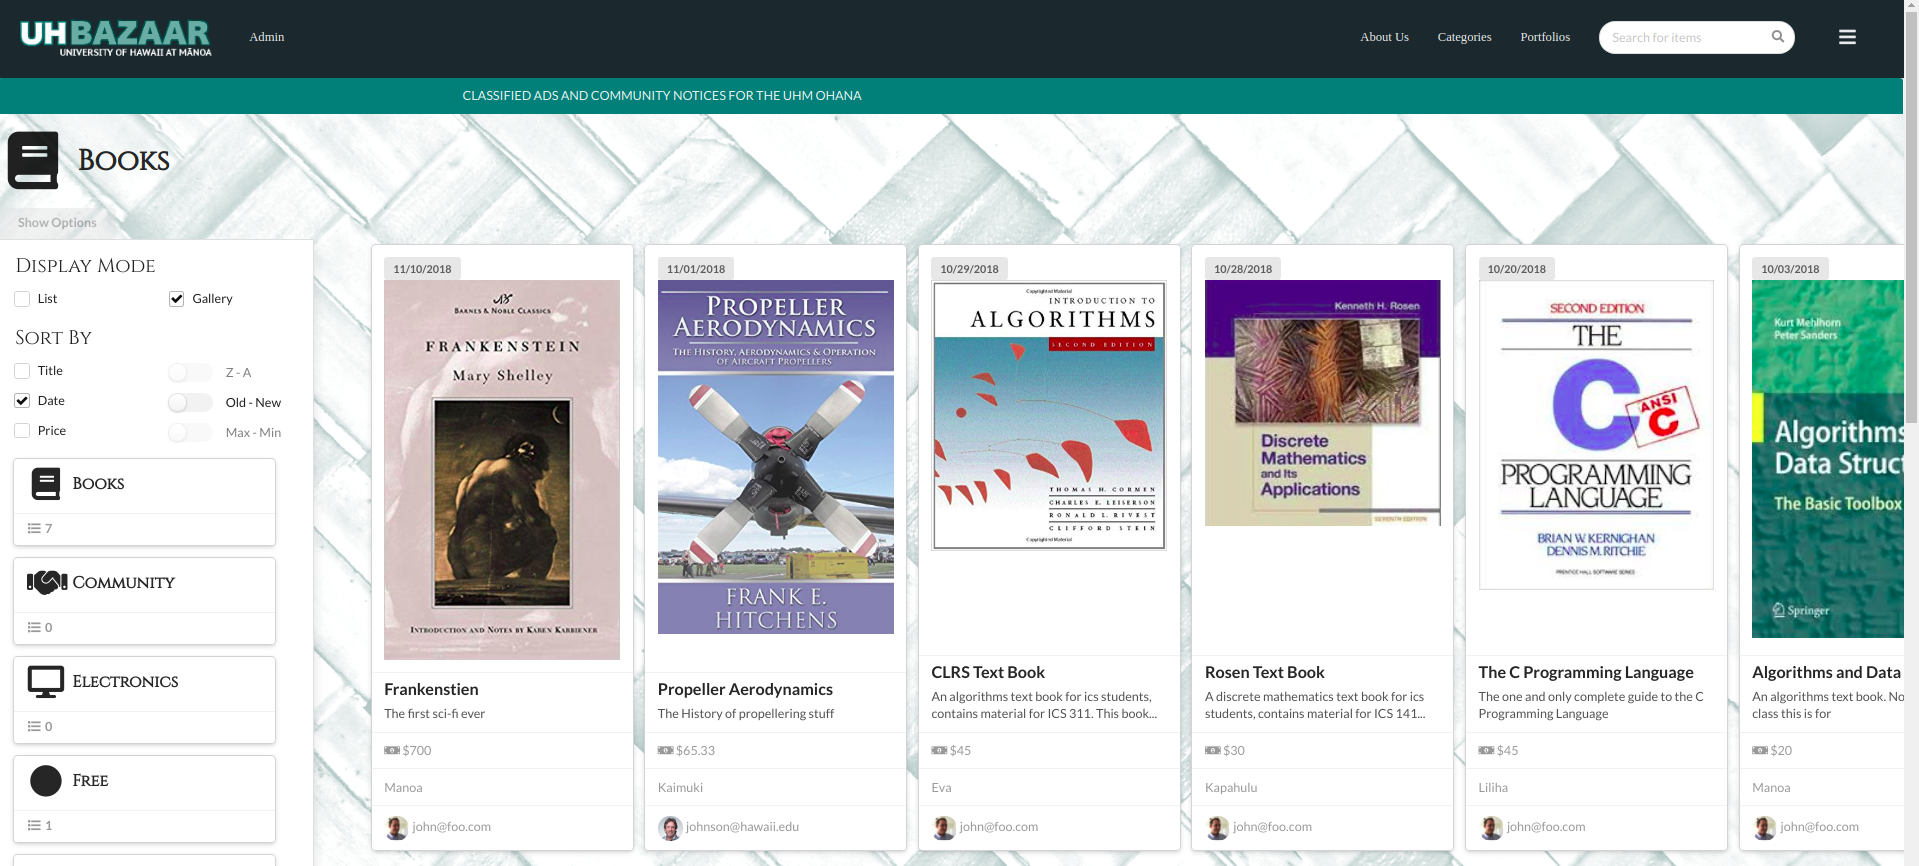 UHBAZAAR
UNIVERSITY OF HAWAII AT MĀNOA
Admin
About Us
Categories
Portfolios
Search for items
CLASSIFIED ADS AND COMMUNITY NOTICES FOR THE UHM OHANA
BOOKS
Show Options
DISPLAY MODE
List
Gallery
SORT BY
Title
Z - A
Date
Old - New
Price
Max - Min
BOOKS
7
COMMUNITY
0
ELECTRONICS
0
FREE
1
11/10/2018
BARNES & NOBLE CLASSICS
FRANKENSTEIN
Mary Shelley
INTRODUCTION AND NOTES BY KAREN KARBIENER
Frankenstien
The first sci-fi ever
$700
Manoa
john@foo.com
11/01/2018
PROPELLER
AERODYNAMICS
THE HISTORY, AERODYNAMICS & OPERATION
OF AIRCRAFT PROPELLERS
FRANK E.
HITCHENS
Propeller Aerodynamics
The History of propellering stuff
$65.33
Kaimuki
johnson@hawaii.edu
10/29/2018
Copyrighted Material
INTRODUCTION TO
ALGORITHMS
SECOND EDITION
THOMAS H. CORMEN
CHARLES E. LEISERSON
RONALD L. RIVEST
CLIFFORD STEIN
Copyrighted Material
CLRS Text Book
An algorithms text book for ics students,
contains material for ICS 311. This book...
$45
Eva
john@foo.com
10/28/2018
Kenneth H. Rosen
Discrete
Mathematics
and Its
Applications
SEVENTH EDITION
Rosen Text Book
A discrete mathematics text book for ics
students, contains material for ICS 141...
$30
Kapahulu
john@foo.com
10/20/2018
SECOND EDITION
THE
C
ANSI
C
PROGRAMMING
LANGUAGE
BRIAN W. KERNIGHAN
DENNIS M. RITCHIE
PRENTICE HALL SOFTWARE SERIES
The C Programming Language
The one and only complete guide to the C
Programming Language
$45
Liliha
john@foo.com
10/03/2018
Kurt Mehlhorn
Peter Sanders
Algorithms
Data Struct
The Basic Toolbox
Springer
Algorithms and Data
An algorithms text book. No
class this is for
$20
Manoa
john@foo.com